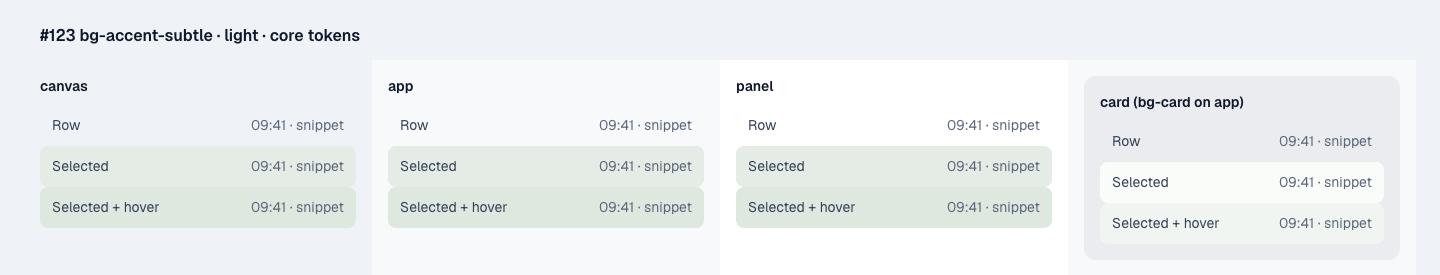 #123 bg-accent-subtle · light · core tokens
canvas
Row 09:41 · snippet
Selected 09:41 · snippet
Selected + hover 09:41 · snippet
app
Row 09:41 · snippet
Selected 09:41 · snippet
Selected + hover 09:41 · snippet
panel
Row 09:41 · snippet
Selected 09:41 · snippet
Selected + hover 09:41 · snippet
card (bg-card on app)
Row 09:41 · snippet
Selected 09:41 · snippet
Selected + hover 09:41 · snippet